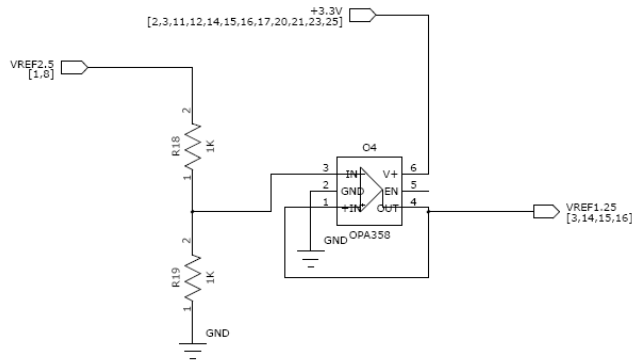 +3.3V
[2,3,11,12,14,15,16,17,20,21,23,25]
VREF2.5
[1,8]
2
R18
1K
1
O4
3 IN- V+ 6
2 GND EN 5
1 +IN OUT 4
OPA358
GND
VREF1.25
[3,14,15,16]
2
R19
1K
1
GND